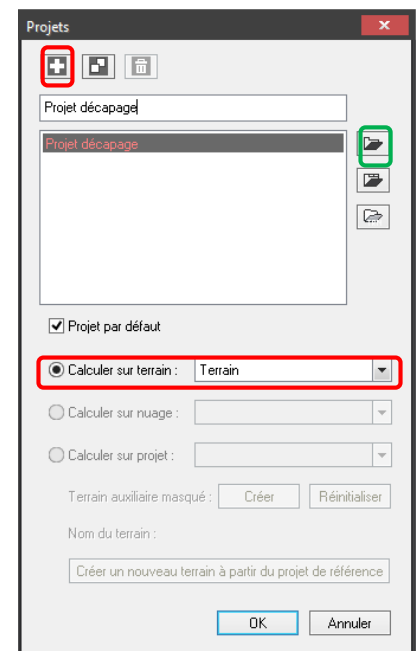 Projets
Projet décapage
Projet décapage
Projet par défaut
Calculer sur terrain : Terrain
Calculer sur nuage :
Calculer sur projet :
Terrain auxiliaire masqué : Créer Réinitialiser
Nom du terrain :
Créer un nouveau terrain à partir du projet de référence
OK Annuler